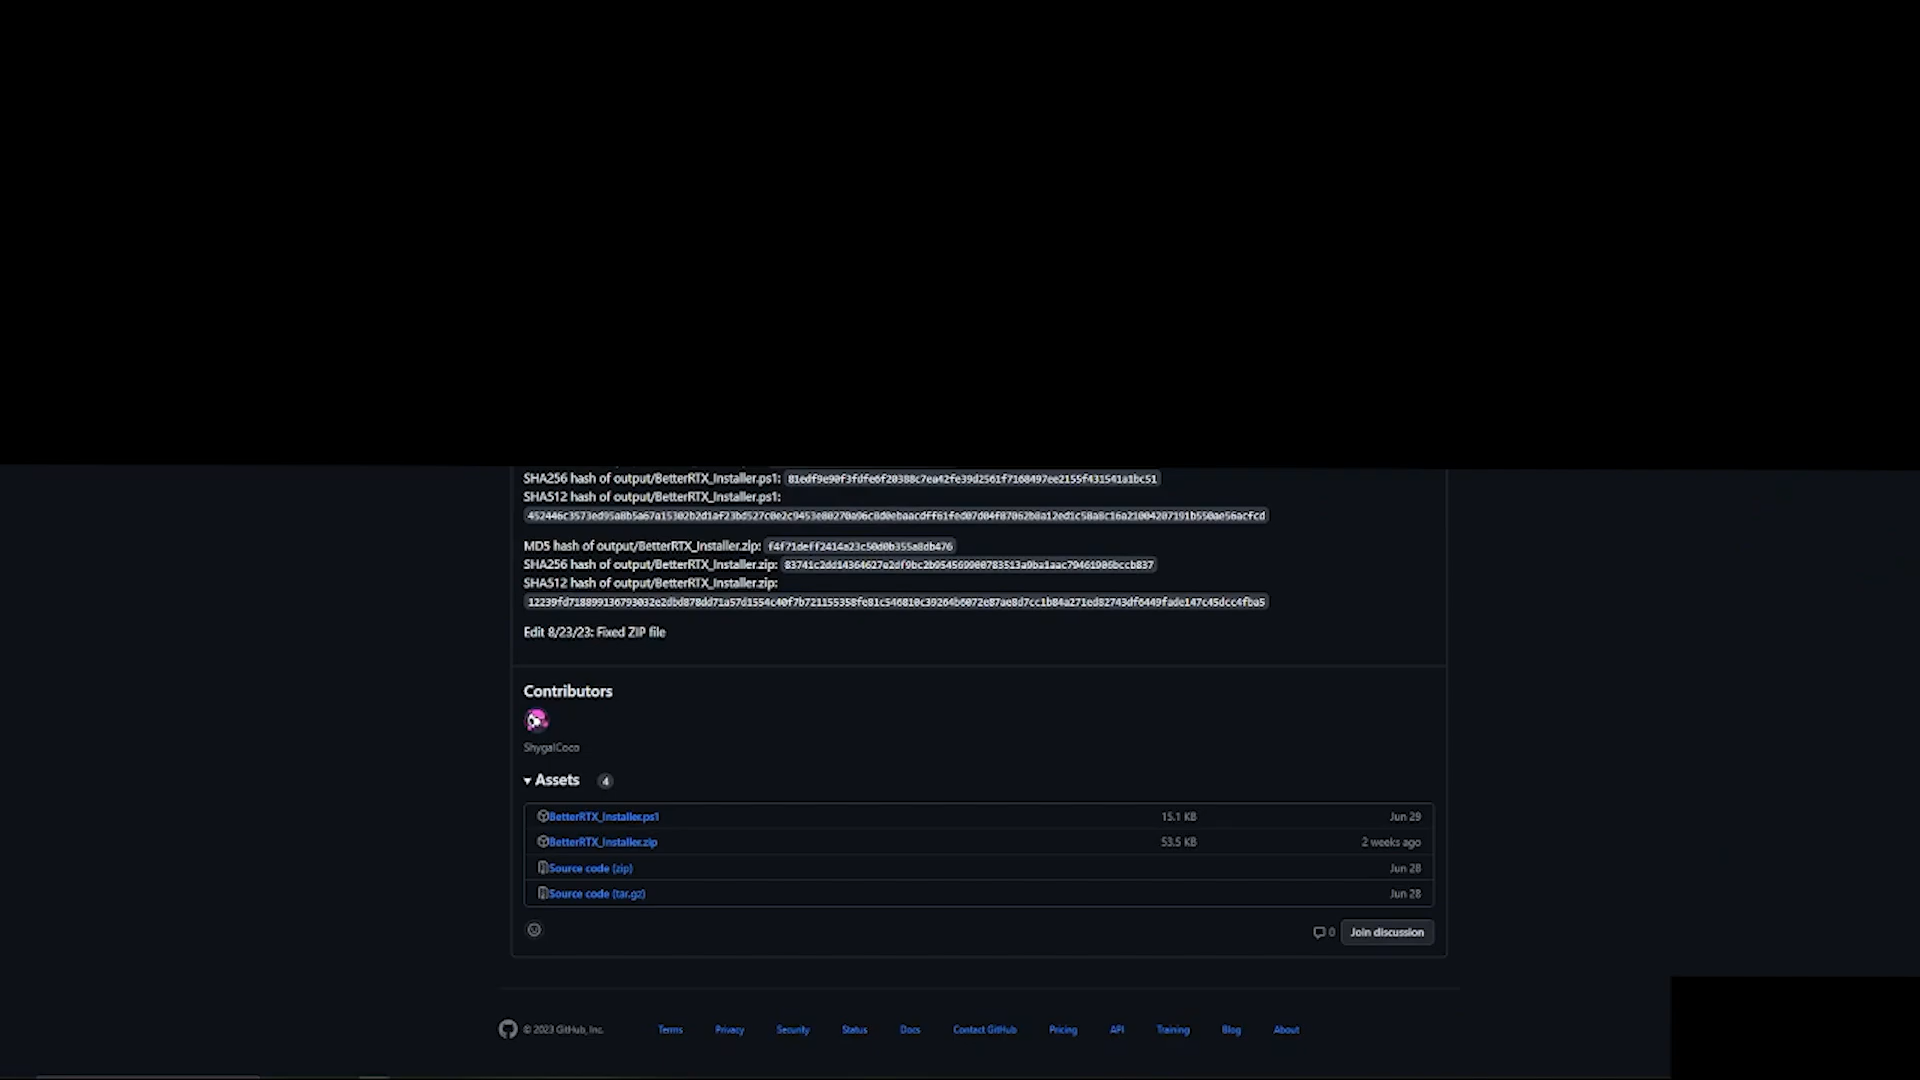 SHA256 hash of output/BetterRTX_Installer.ps1: 81edf9e90f3fdfe6f20388c7ea42fe39d2561f7168497ee2155f431541a1bc51
SHA512 hash of output/BetterRTX_Installer.ps1:
MD5 hash of output/BetterRTX_Installer.zip: f4f71deff2414a23c50d0b355a8db476
SHA256 hash of output/BetterRTX_Installer.zip:
SHA512 hash of output/BetterRTX_Installer.zip:
Edit 8/23/23: Fixed ZIP file
Contributors
ShygalCoco
Assets 4
BetterRTX_Installer.ps1 15.1 KB Jun 29
BetterRTX_Installer.zip 53.5 KB 2 weeks ago
Source code (zip) Jun 28
Source code (tar.gz) Jun 28
0 Join discussion
© 2023 GitHub, Inc. Terms Privacy Security Status Docs Contact GitHub Pricing API Training Blog About